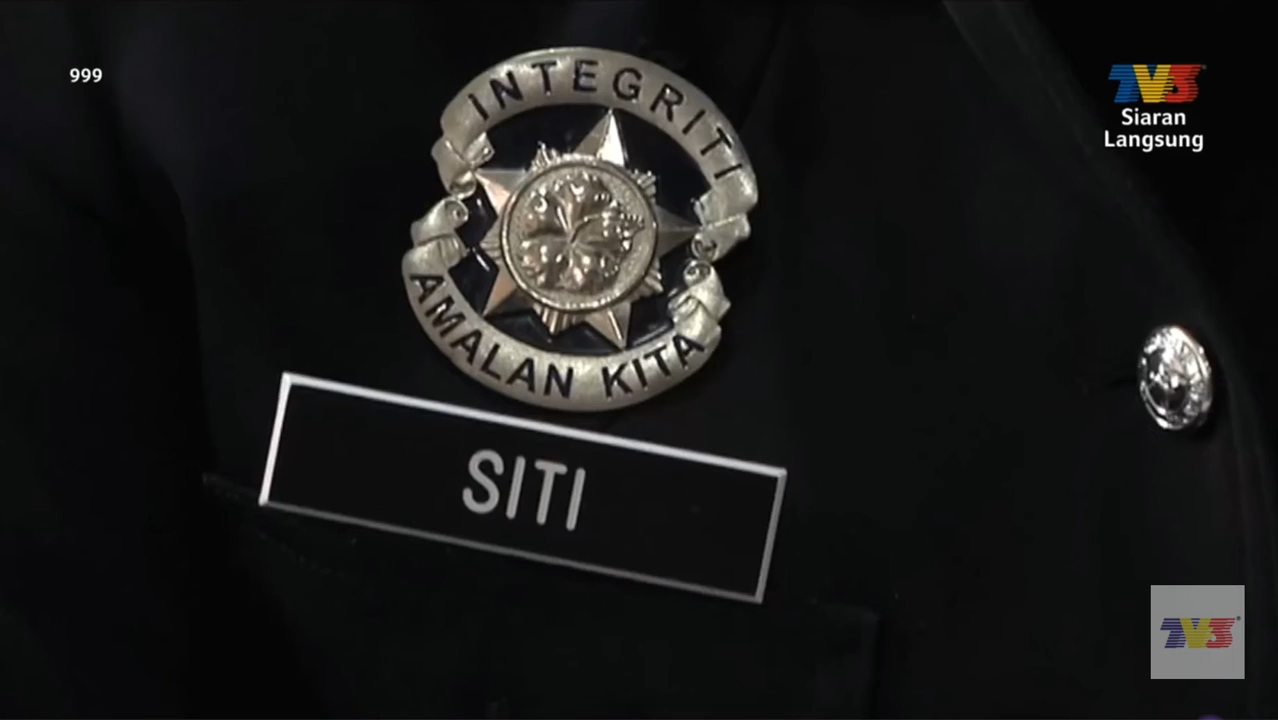 999
TV3
Siaran
Langsung
INTEGRITI
AMALAN KITA
SITI
TV3